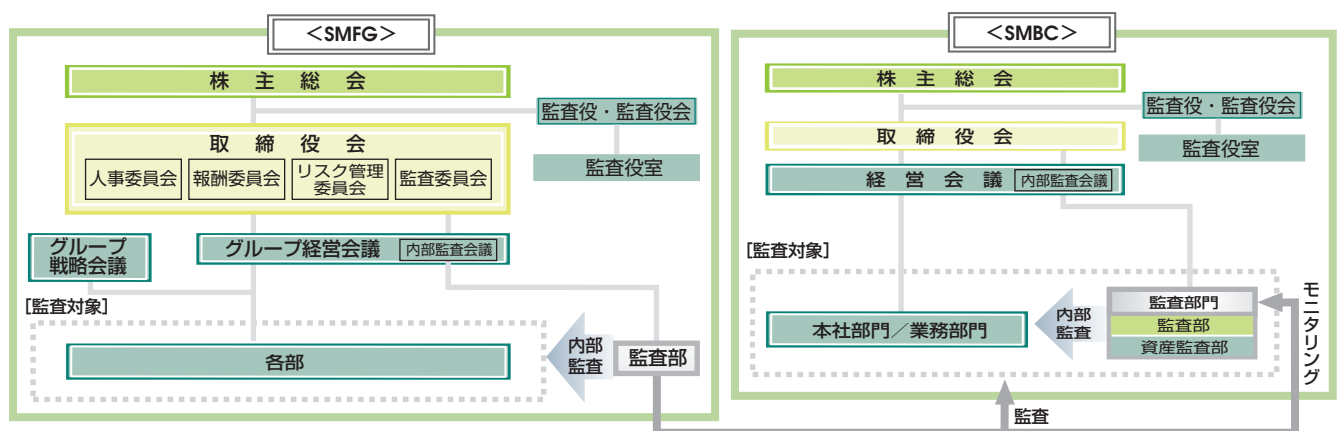 <SMFG>
株主総会
監査役・監査役会
監査役室
取締役会
人事委員会
報酬委員会
リスク管理
委員会
監査委員会
グループ
戦略会議
グループ経営会議
内部監査会議
[監査対象]
各部
内部
監査
監査部
<SMBC>
株主総会
監査役・監査役会
監査役室
取締役会
経営会議
内部監査会議
[監査対象]
本社部門/業務部門
内部
監査
監査部門
監査部
資産監査部
モニタリング
監査